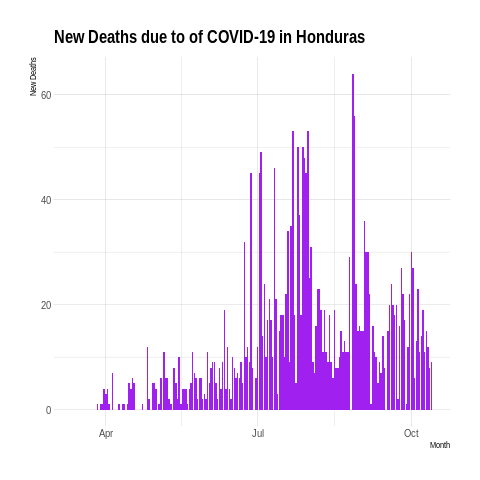 New Deaths due to of COVID-19 in Honduras
New Deaths
60
40
20
0
Apr
Jul
Oct
Month